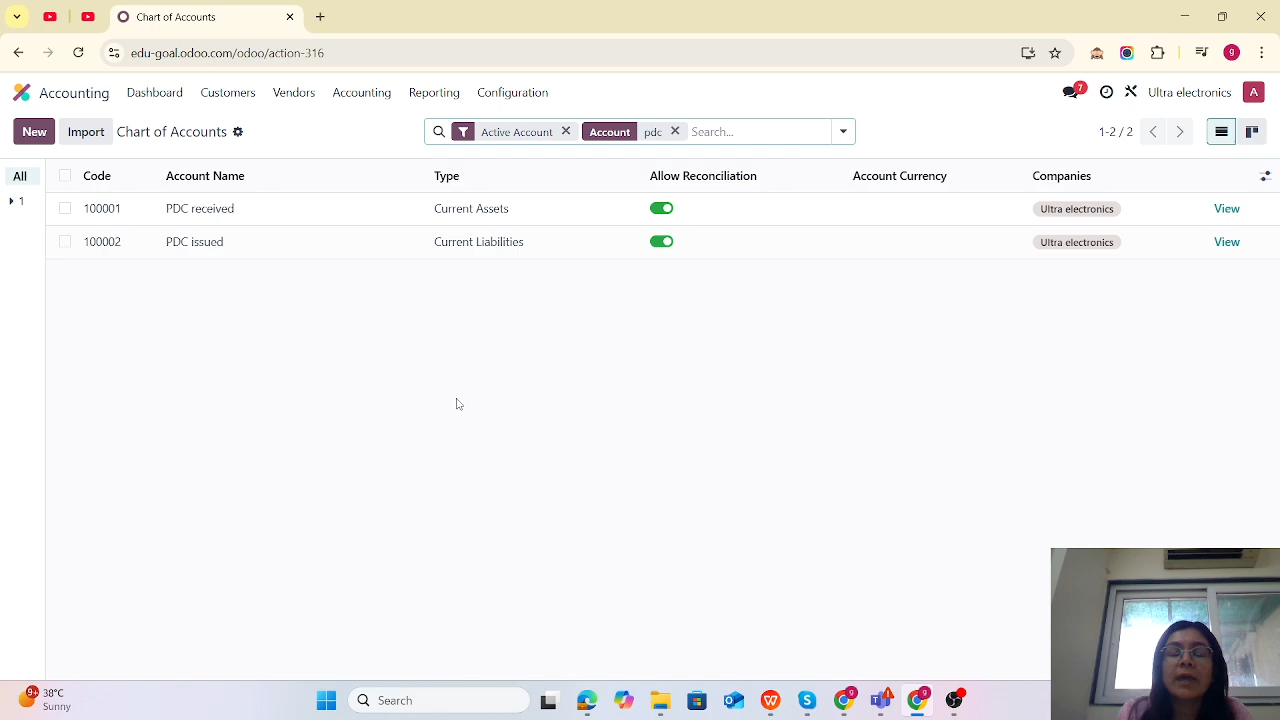 Chart of Accounts
edu-goal.odoo.com/odoo/action-316
g
Accounting Dashboard Customers Vendors Accounting Reporting Configuration
7 Ultra electronics A
New Import Chart of Accounts Active Account Account pdc Search... 1-2 / 2
All Code Account Name Type Allow Reconciliation Account Currency Companies
1 100001 PDC received Current Assets Ultra electronics View
100002 PDC issued Current Liabilities Ultra electronics View
9+ 38°C
Sunny
Search